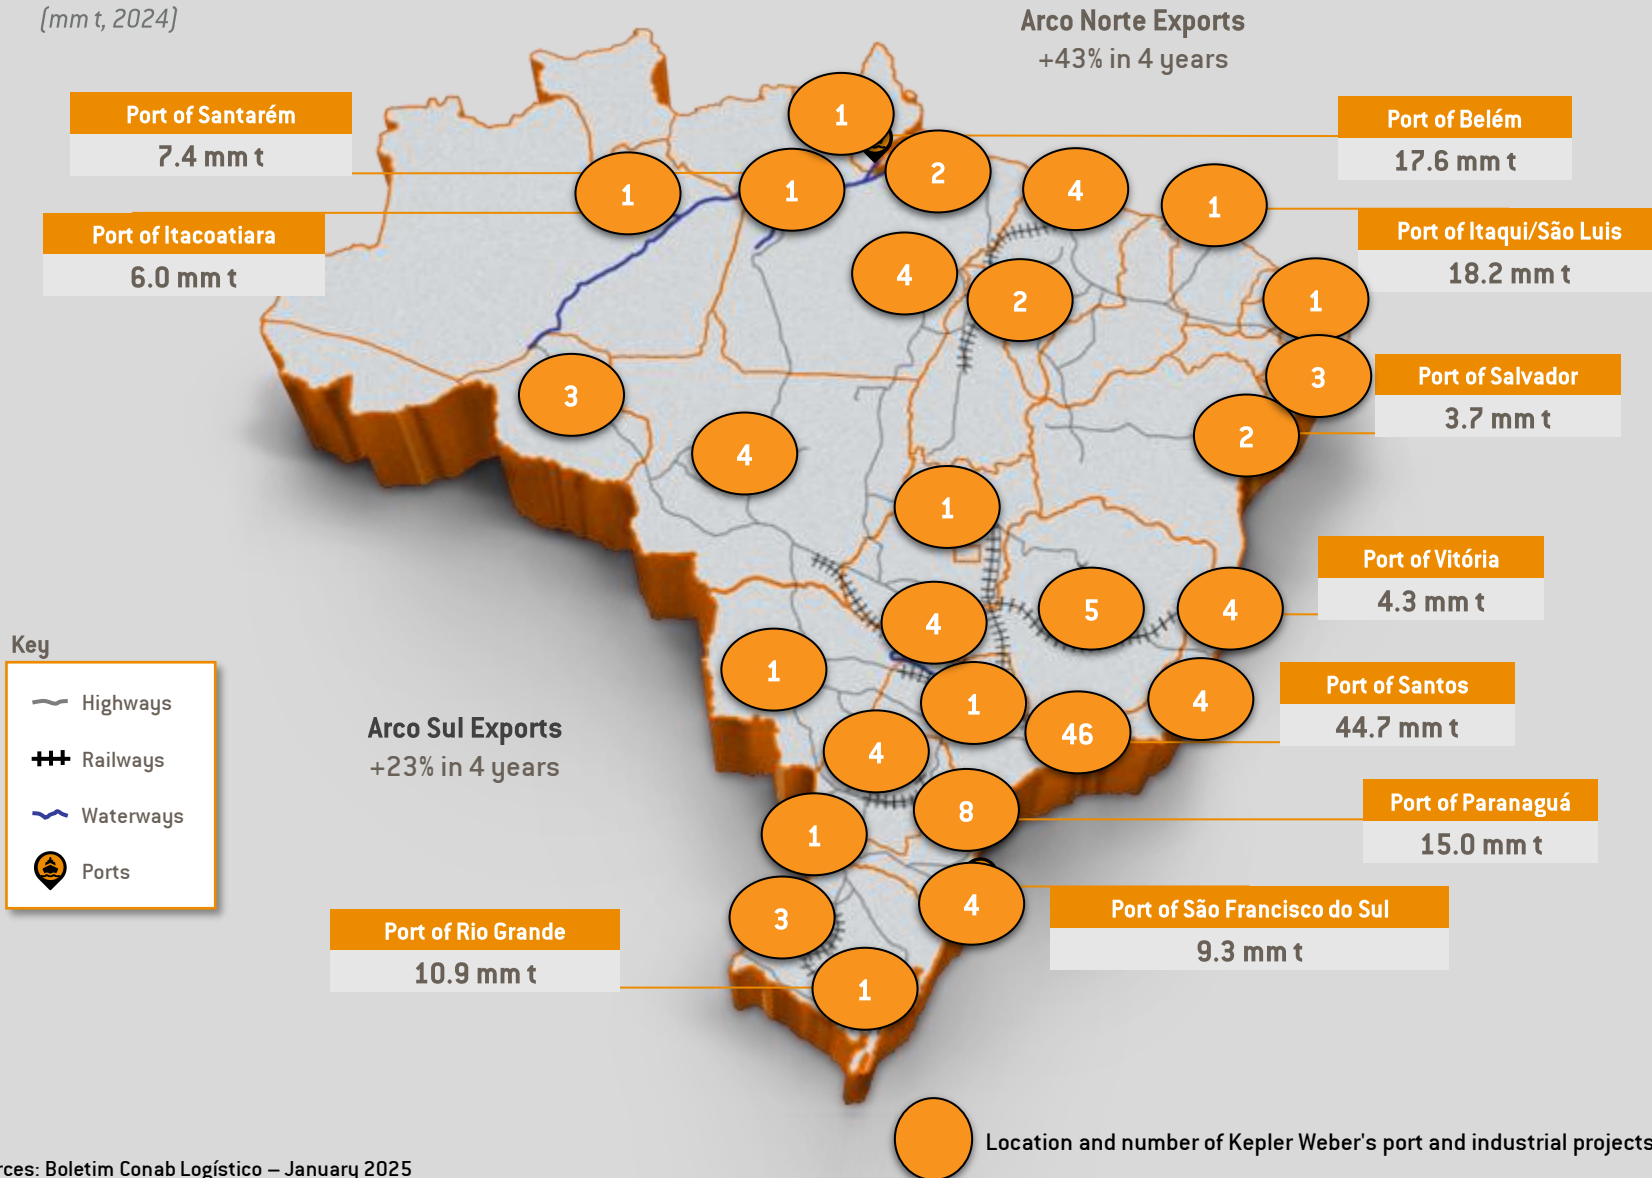 (mm t, 2024)
Arco Norte Exports
+43% in 4 years
Port of Santarém
7.4 mm t
Port of Itacoatiara
6.0 mm t
Port of Belém
17.6 mm t
Port of Itaqui/São Luis
18.2 mm t
Port of Salvador
3.7 mm t
Port of Vitória
4.3 mm t
Port of Santos
44.7 mm t
Port of Paranaguá
15.0 mm t
Port of São Francisco do Sul
9.3 mm t
Port of Rio Grande
10.9 mm t
Arco Sul Exports
+23% in 4 years
1
1
1
2
4
1
4
2
1
3
3
2
4
1
4
5
4
1
1
4
4
46
8
1
4
3
1
Key
Highways
Railways
Waterways
Ports
Location and number of Kepler Weber's port and industrial projects
rces: Boletim Conab Logístico – January 2025